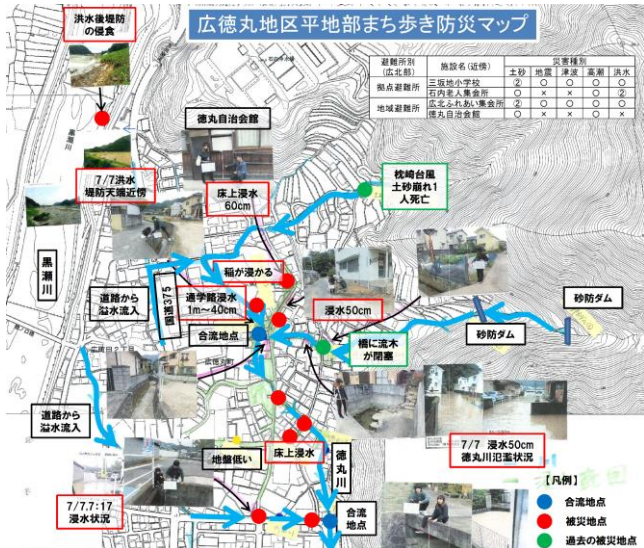 広徳丸地区平地部まち歩き防災マップ
洪水後堤防
の侵食
避難所別
(広北部)
施設名(近傍)
災害種別
土砂 地震 津波 高潮 洪水
拠点避難所
三坂地小学校 ② ○ ○ ○ ○
石内老人集会所 ○ × × ○ ②
地域避難所
広北ふれあい集会所 ② ○ ○ ○ ○
徳丸自治会館 ○ × × ○ ×
徳丸自治会館
黒瀬川
7/7洪水
堤防天端近傍
床上浸水
60cm
枕崎台風
土砂崩れ1
人死亡
黒瀬川
道路から
溢水流入
国道375
稲が浸かる
通学路浸水
1m~40cm
浸水50cm
合流地点
砂防ダム
砂防ダム
橋に流木
が閉塞
道路から
溢水流入
地盤低い
床上浸水
徳丸川
7/7 浸水50cm
徳丸川氾濫状況
7/7.7:17
浸水状況
合流
地点
【凡例】
合流地点
被災地点
過去の被災地点